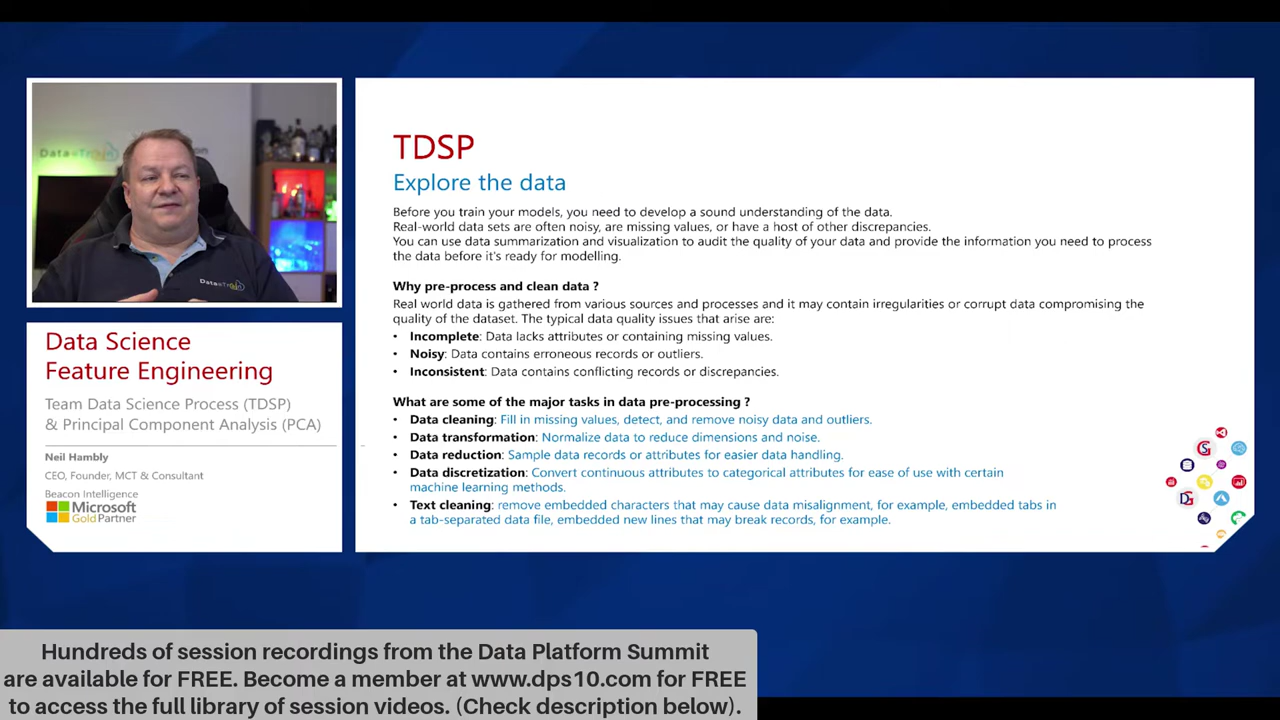 TDSP
Explore the data
Before you train your models, you need to develop a sound understanding of the data.
Real-world data sets are often noisy, are missing values, or have a host of other discrepancies.
You can use data summarization and visualization to audit the quality of your data and provide the information you need to process
the data before it's ready for modelling.
Why pre-process and clean data ?
Real world data is gathered from various sources and processes and it may contain irregularities or corrupt data compromising the
quality of the dataset. The typical data quality issues that arise are:
• Incomplete: Data lacks attributes or containing missing values.
• Noisy: Data contains erroneous records or outliers.
• Inconsistent: Data contains conflicting records or discrepancies.
What are some of the major tasks in data pre-processing ?
• Data cleaning: Fill in missing values, detect, and remove noisy data and outliers.
• Data transformation: Normalize data to reduce dimensions and noise.
• Data reduction: Sample data records or attributes for easier data handling.
• Data discretization: Convert continuous attributes to categorical attributes for ease of use with certain
machine learning methods.
• Text cleaning: remove embedded characters that may cause data misalignment, for example, embedded tabs in
a tab-separated data file, embedded new lines that may break records, for example.
Data Science
Feature Engineering
Team Data Science Process (TDSP)
& Principal Component Analysis (PCA)
Neil Hambly
CEO, Founder, MCT & Consultant
Beacon Intelligence
Microsoft
Gold Partner
Hundreds of session recordings from the Data Platform Summit
are available for FREE. Become a member at www.dps10.com for FREE
to access the full library of session videos. (Check description below).